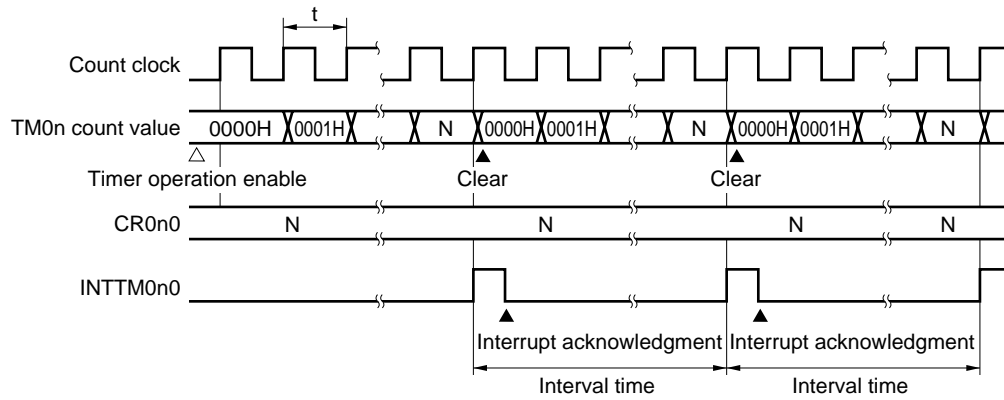 t
Count clock
TM0n count value 0000H 0001H N 0000H 0001H N 0000H 0001H N
Timer operation enable Clear Clear
CR0n0 N N N N
INTTM0n0
Interrupt acknowledgment Interrupt acknowledgment
Interval time Interval time